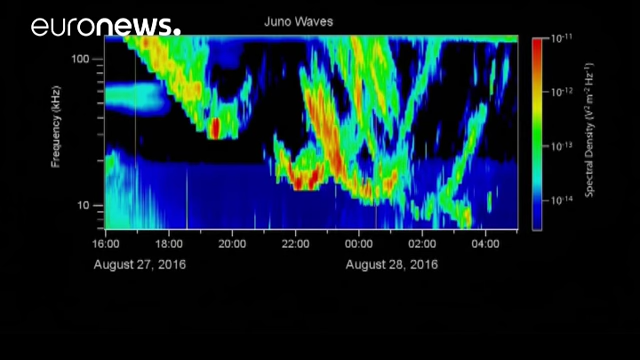 euronews.
Juno Waves
Frequency (kHz)
100
10
16:00 18:00 20:00 22:00 00:00 02:00 04:00
August 27, 2016 August 28, 2016
10⁻¹¹
10⁻¹²
10⁻¹³
10⁻¹⁴
Spectral Density (V² m⁻² Hz⁻¹)